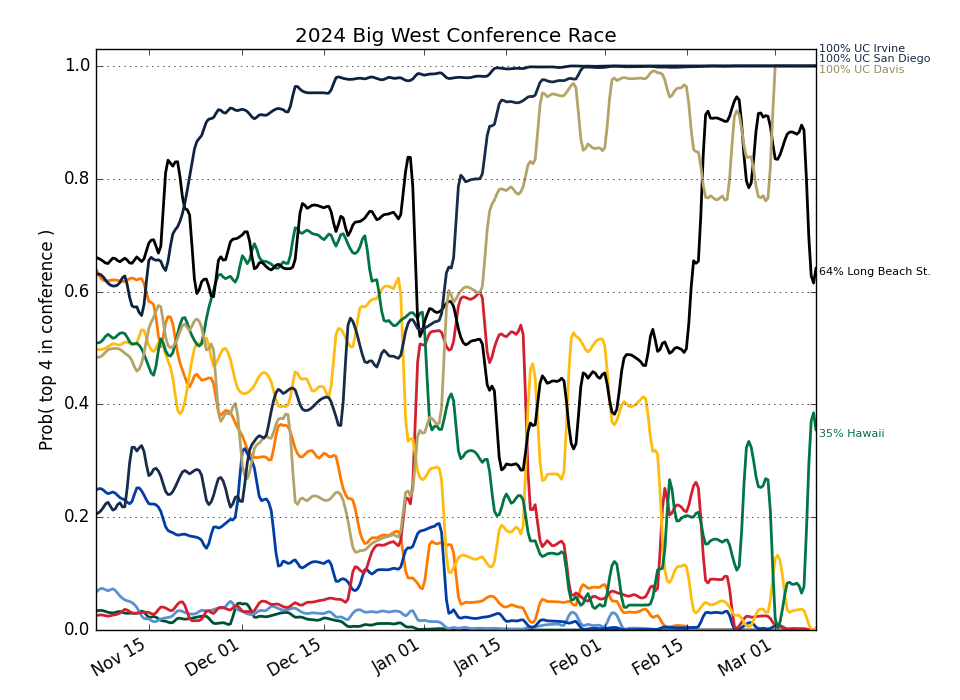 2024 Big West Conference Race
Prob( top 4 in conference )
1.0
0.8
0.6
0.4
0.2
0.0
Nov 15
Dec 01
Dec 15
Jan 01
Jan 15
Feb 01
Feb 15
Mar 01
100% UC Irvine
100% UC San Diego
100% UC Davis
64% Long Beach St.
35% Hawaii